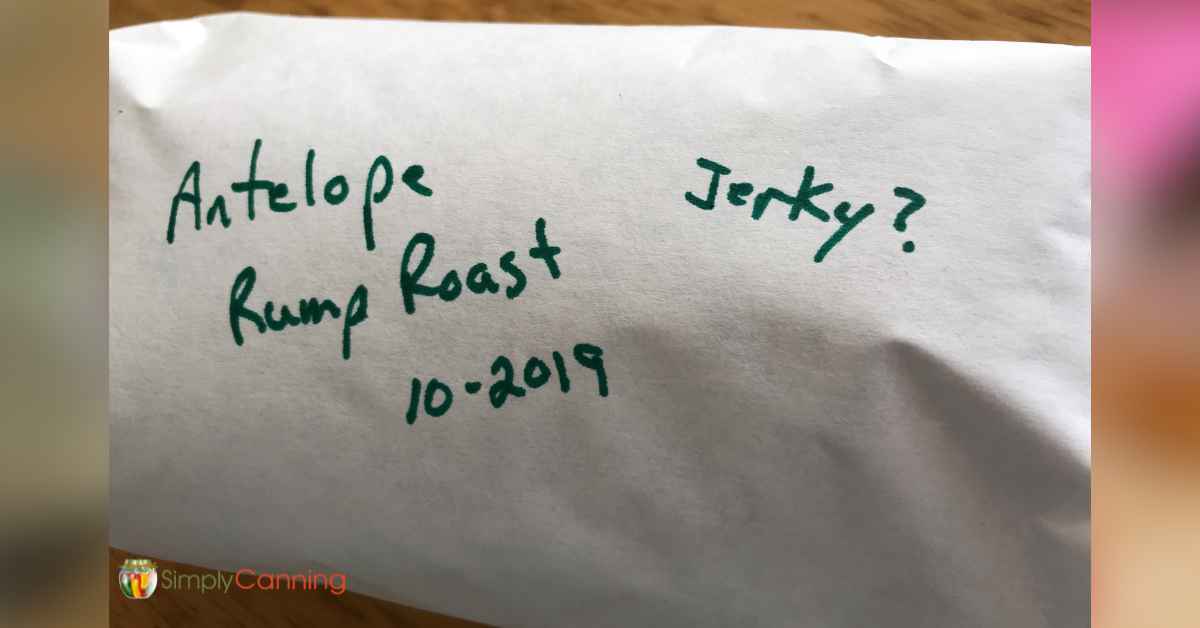 Antelope
Rump Roast
10-2019
Jerky?
SimplyCanning